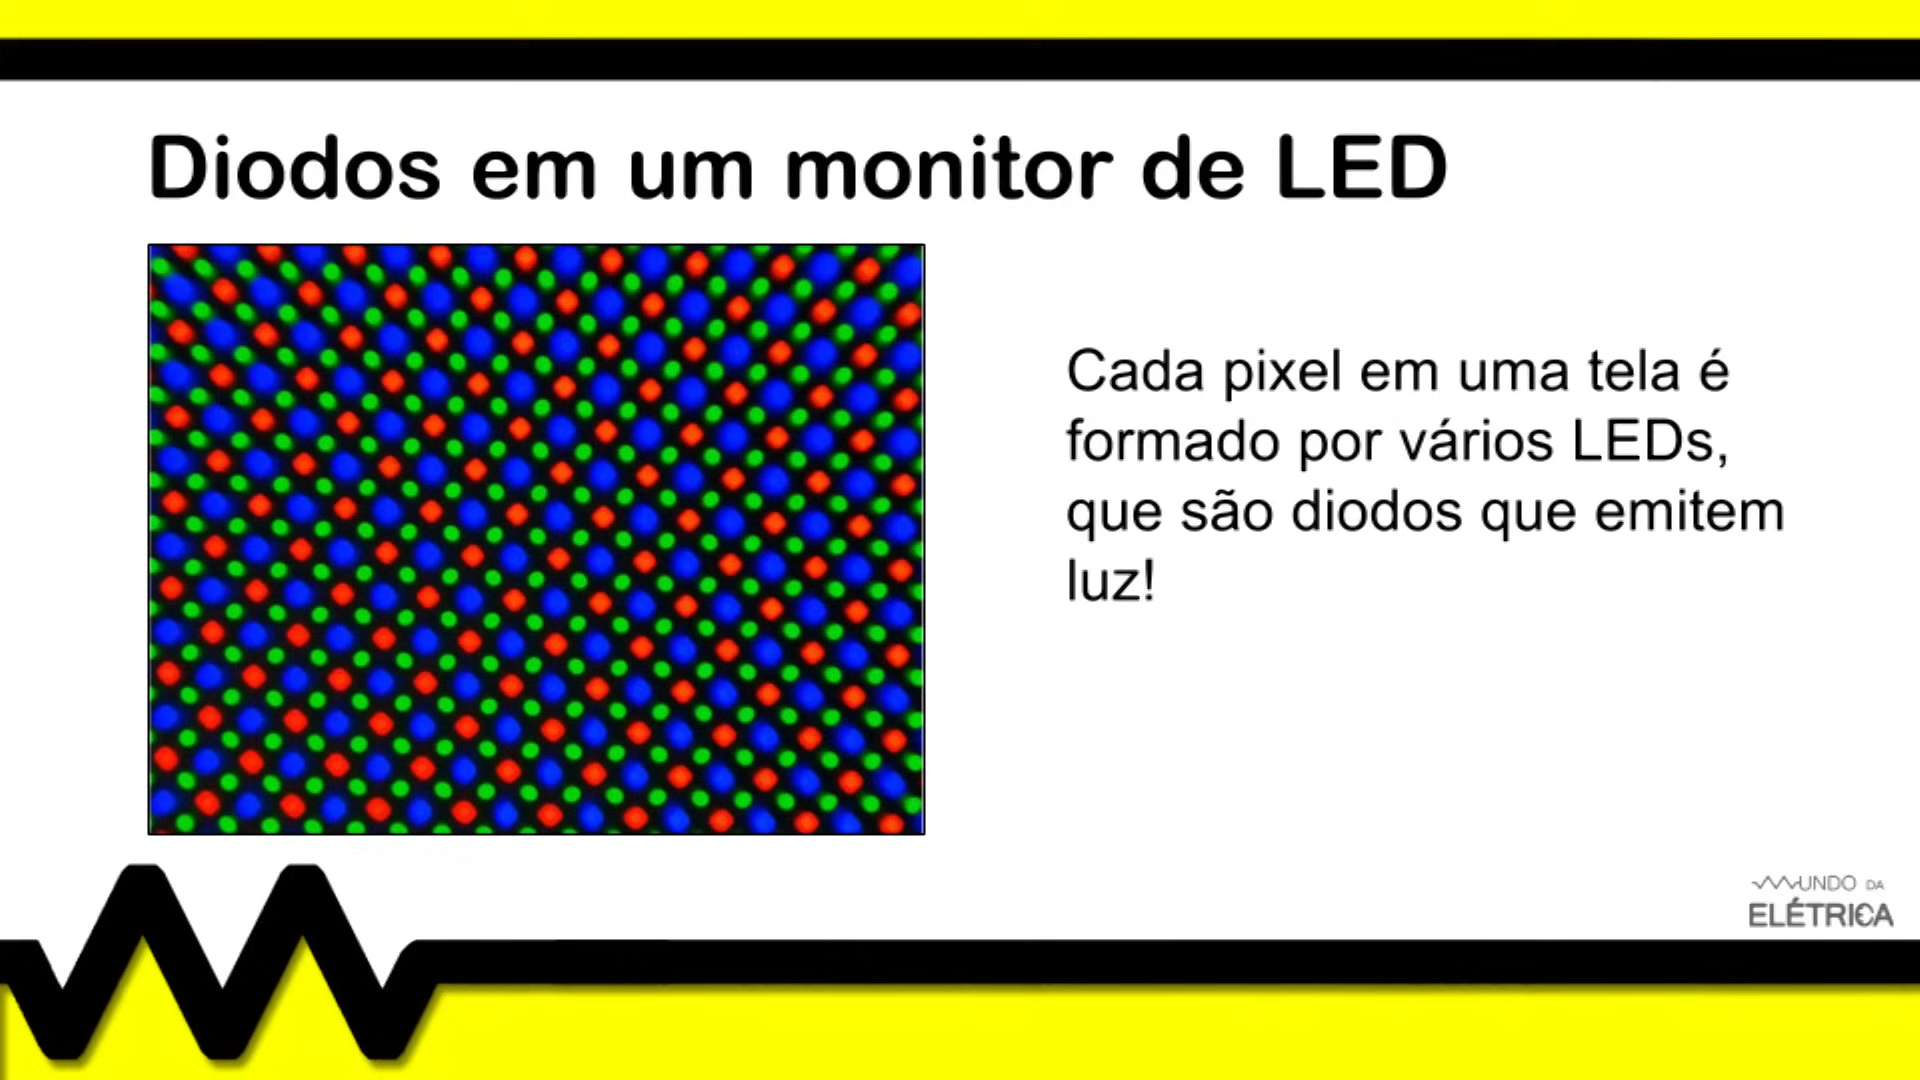 Diodos em um monitor de LED
Cada pixel em uma tela é
formado por vários LEDs,
que são diodos que emitem
luz!
MUNDO DA
ELÉTRICA